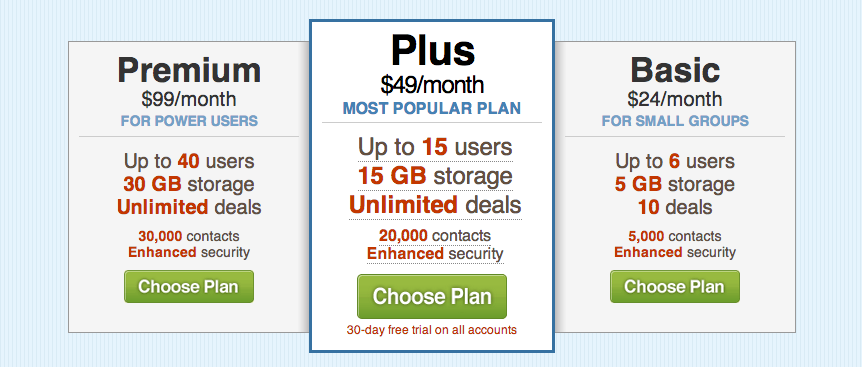 Premium
$99/month
FOR POWER USERS
Up to 40 users
30 GB storage
Unlimited deals
30,000 contacts
Enhanced security
Choose Plan
Plus
$49/month
MOST POPULAR PLAN
Up to 15 users
15 GB storage
Unlimited deals
20,000 contacts
Enhanced security
Choose Plan
30-day free trial on all accounts
Basic
$24/month
FOR SMALL GROUPS
Up to 6 users
5 GB storage
10 deals
5,000 contacts
Enhanced security
Choose Plan